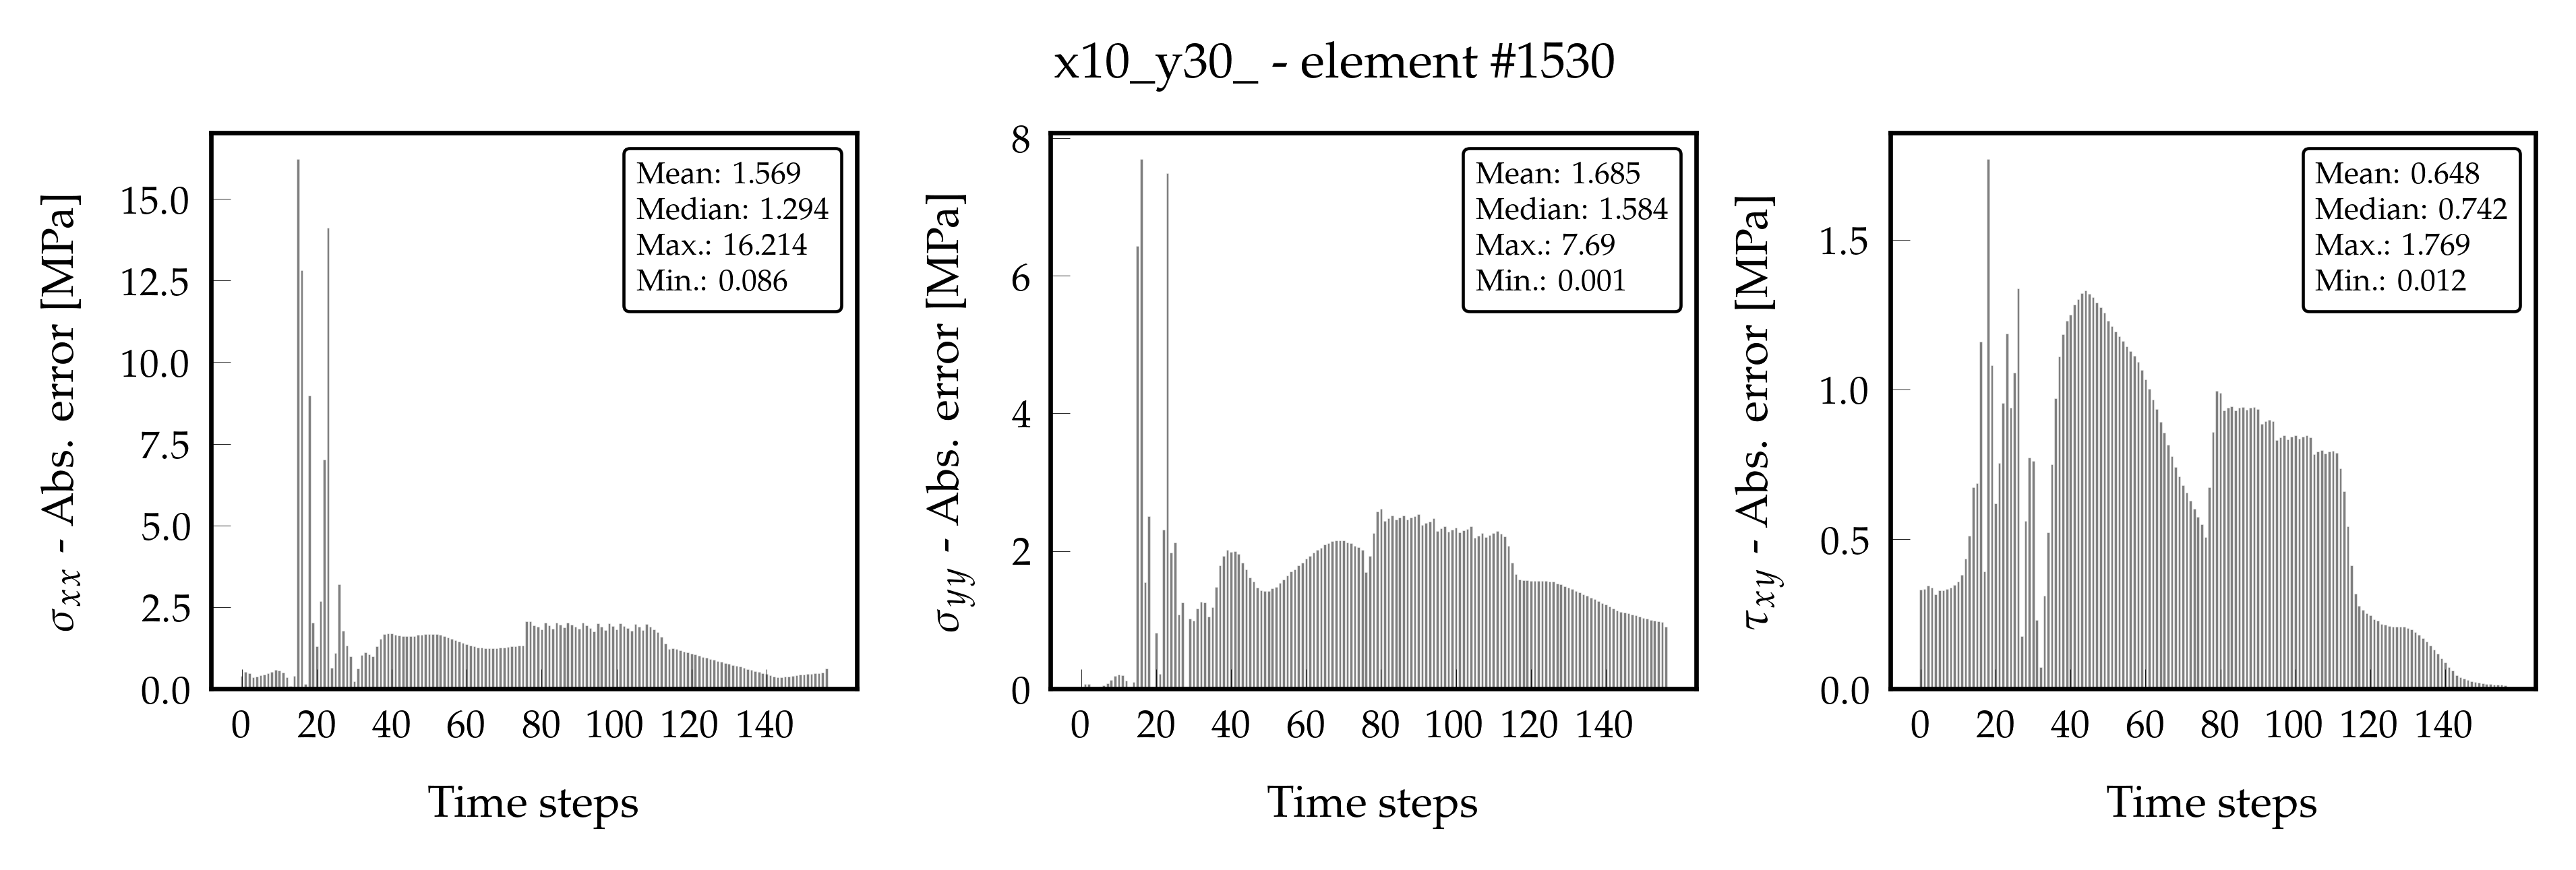 x10_y30_ - element #1530
σxx - Abs. error [MPa]
15.0
12.5
10.0
7.5
5.0
2.5
0.0
0 20 40 60 80 100 120 140
Time steps
Mean: 1.569
Median: 1.294
Max.: 16.214
Min.: 0.086
σyy - Abs. error [MPa]
8
6
4
2
0
0 20 40 60 80 100 120 140
Time steps
Mean: 1.685
Median: 1.584
Max.: 7.69
Min.: 0.001
τxy - Abs. error [MPa]
1.5
1.0
0.5
0.0
0 20 40 60 80 100 120 140
Time steps
Mean: 0.648
Median: 0.742
Max.: 1.769
Min.: 0.012